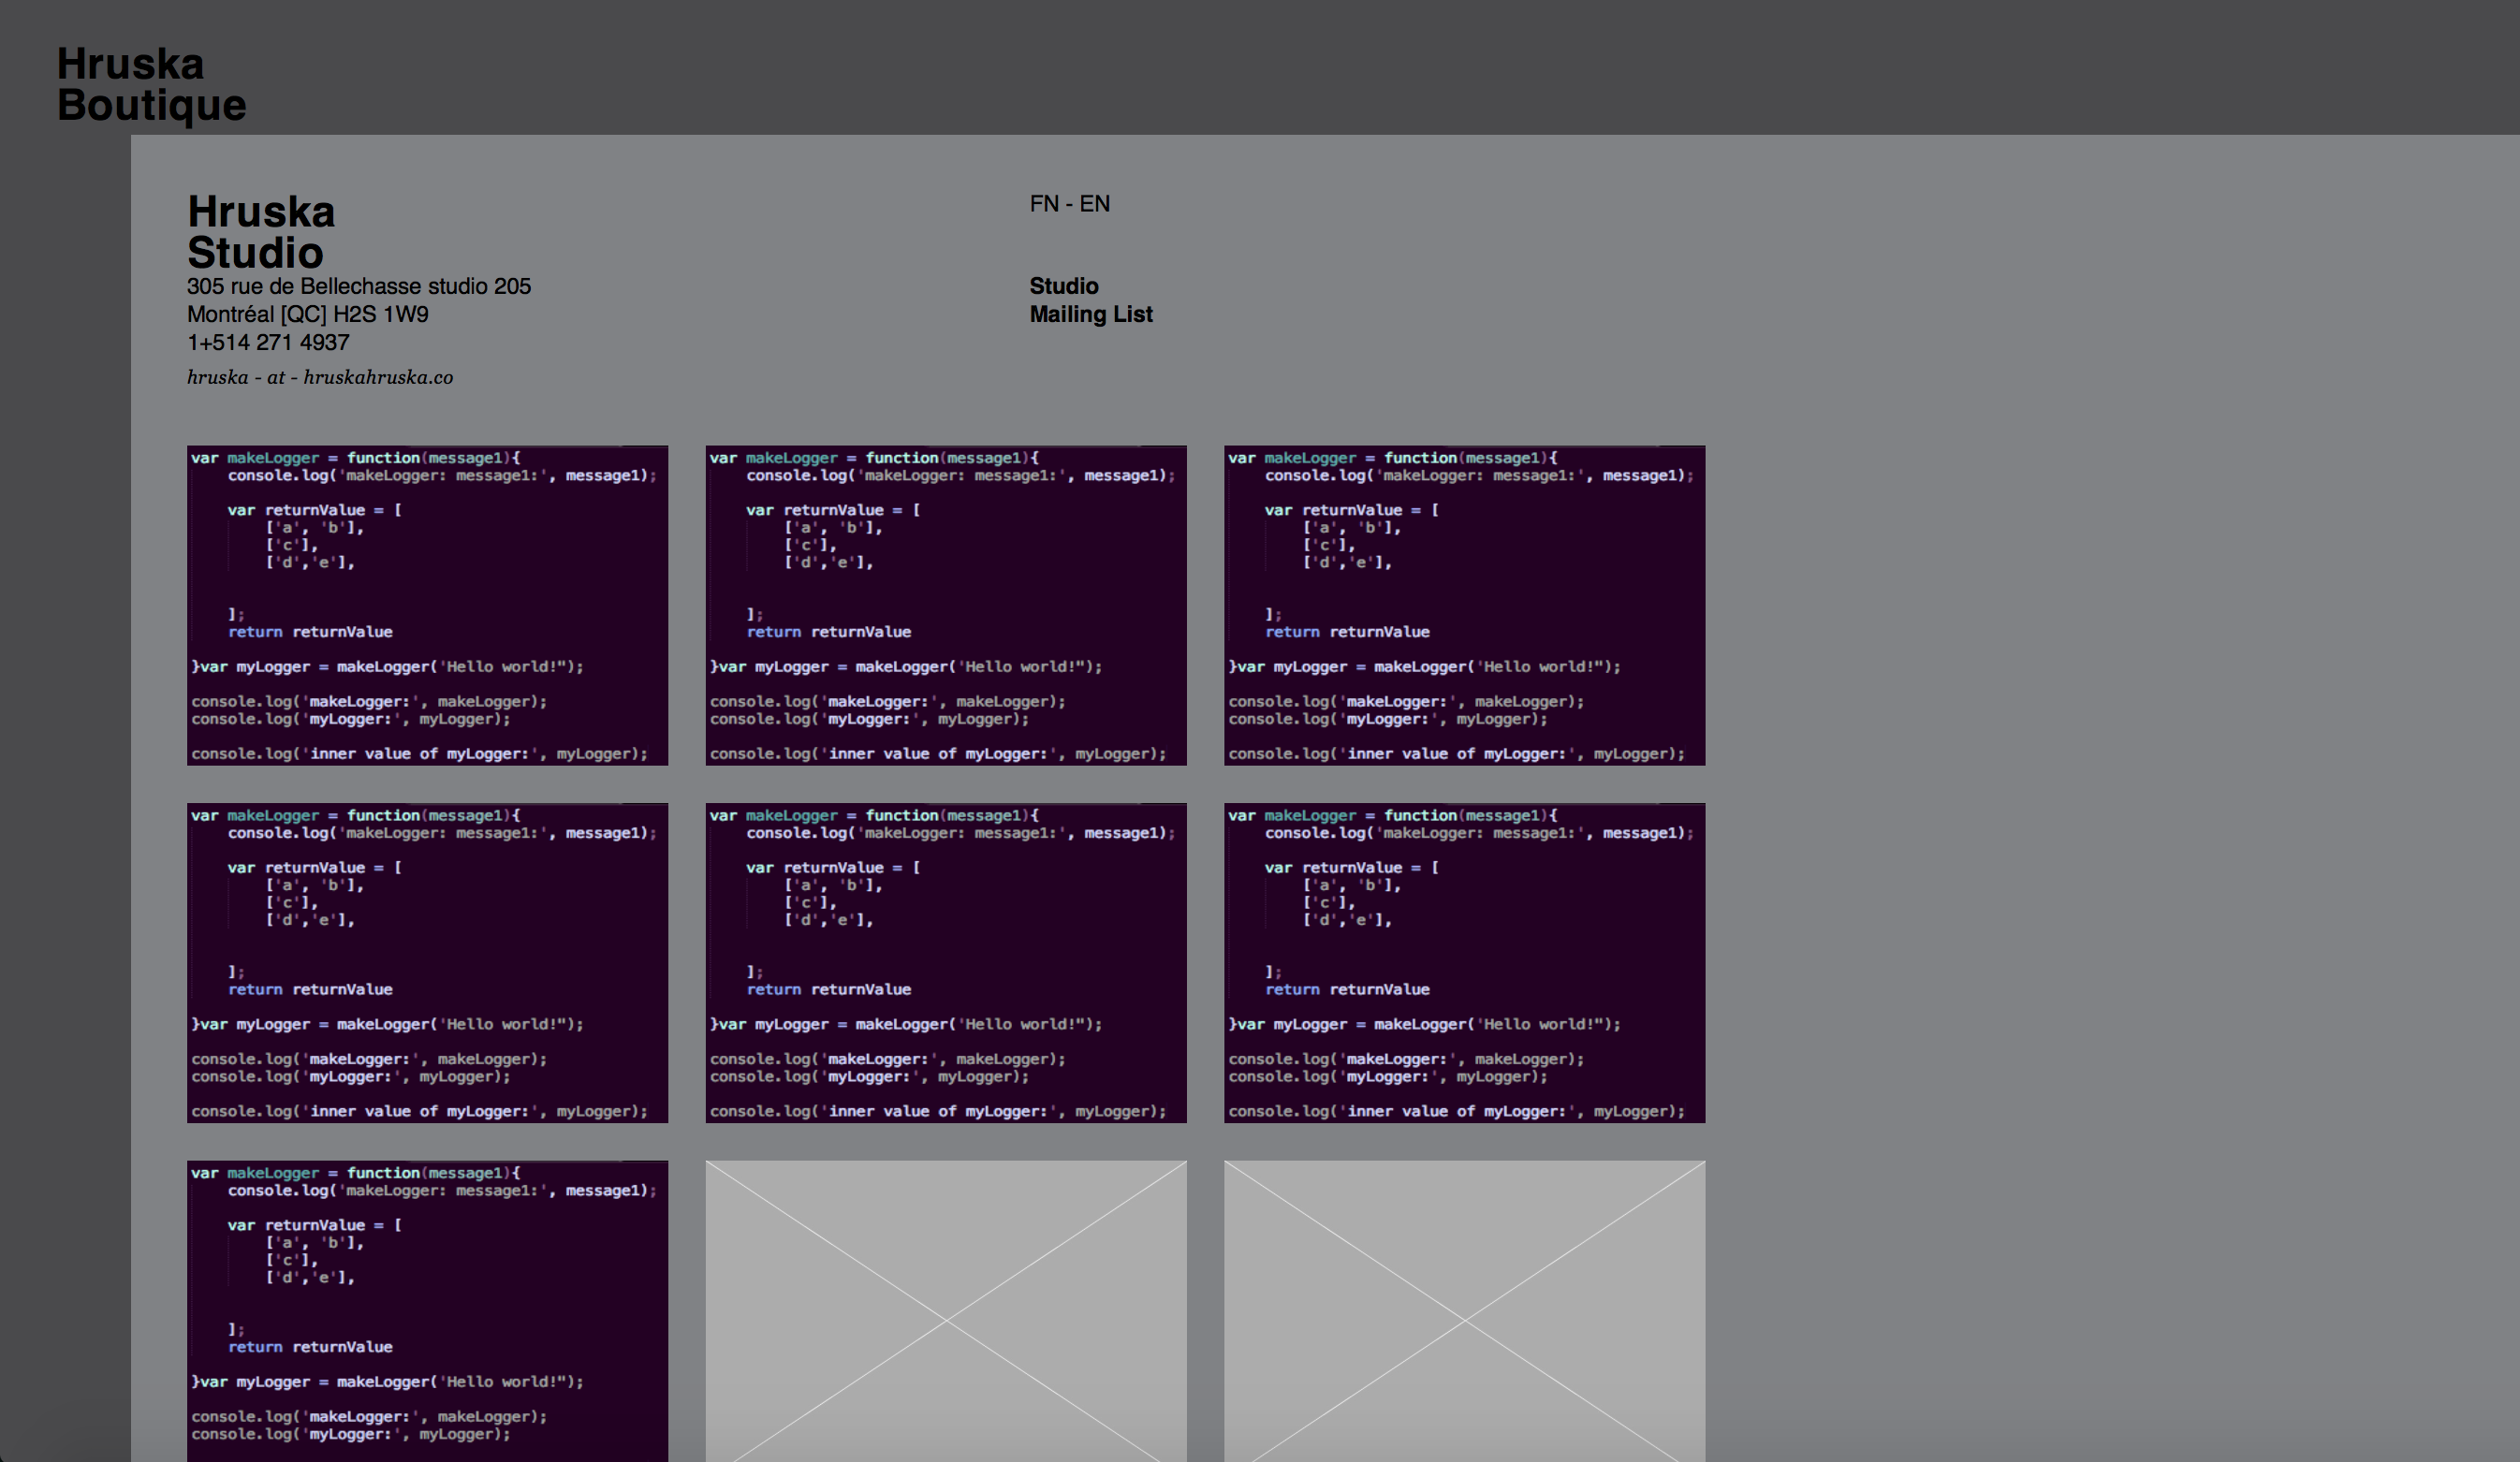 Hruska
Boutique
Hruska
Studio
305 rue de Bellechasse studio 205
Montréal [QC] H2S 1W9
1+514 271 4937
hruska - at - hruskahruska.co
FN - EN
Studio
Mailing List
var makeLogger = function(message1){
console.log('makeLogger: message1:', message1);
var returnValue = [
['a', 'b'],
['c'],
['d','e'],
];
return returnValue
}var myLogger = makeLogger('Hello world!");
console.log('makeLogger:', makeLogger);
console.log('myLogger:', myLogger);
console.log('inner value of myLogger:', myLogger);
var makeLogger = function(message1){
console.log('makeLogger: message1:', message1);
var returnValue = [
['a', 'b'],
['c'],
['d','e'],
];
return returnValue
}var myLogger = makeLogger('Hello world!");
console.log('makeLogger:', makeLogger);
console.log('myLogger:', myLogger);
console.log('inner value of myLogger:', myLogger);
var makeLogger = function(message1){
console.log('makeLogger: message1:', message1);
var returnValue = [
['a', 'b'],
['c'],
['d','e'],
];
return returnValue
}var myLogger = makeLogger('Hello world!");
console.log('makeLogger:', makeLogger);
console.log('myLogger:', myLogger);
console.log('inner value of myLogger:', myLogger);
var makeLogger = function(message1){
console.log('makeLogger: message1:', message1);
var returnValue = [
['a', 'b'],
['c'],
['d','e'],
];
return returnValue
}var myLogger = makeLogger('Hello world!");
console.log('makeLogger:', makeLogger);
console.log('myLogger:', myLogger);
console.log('inner value of myLogger:', myLogger);
var makeLogger = function(message1){
console.log('makeLogger: message1:', message1);
var returnValue = [
['a', 'b'],
['c'],
['d','e'],
];
return returnValue
}var myLogger = makeLogger('Hello world!");
console.log('makeLogger:', makeLogger);
console.log('myLogger:', myLogger);
console.log('inner value of myLogger:', myLogger);
var makeLogger = function(message1){
console.log('makeLogger: message1:', message1);
var returnValue = [
['a', 'b'],
['c'],
['d','e'],
];
return returnValue
}var myLogger = makeLogger('Hello world!");
console.log('makeLogger:', makeLogger);
console.log('myLogger:', myLogger);
console.log('inner value of myLogger:', myLogger);
var makeLogger = function(message1){
console.log('makeLogger: message1:', message1);
var returnValue = [
['a', 'b'],
['c'],
['d','e'],
];
return returnValue
}var myLogger = makeLogger('Hello world!");
console.log('makeLogger:', makeLogger);
console.log('myLogger:', myLogger);